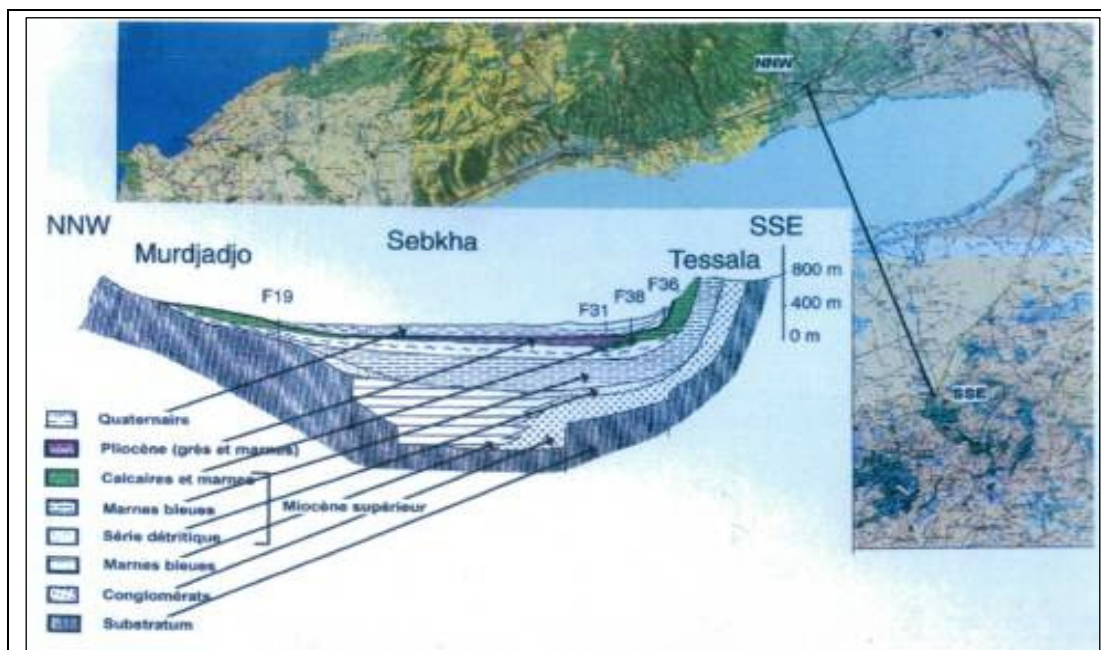 NNW
SSE
NNW
SSE
Murdjadjo
Sebkha
Tessala
F19
F31
F38
F36
800 m
400 m
0 m
Quaternaire
Pliocène (grès et marnes)
Calcaires et marnes
Marnes bleues
Miocène supérieur
Série détritique
Marnes bleues
Conglomérats
Substratum